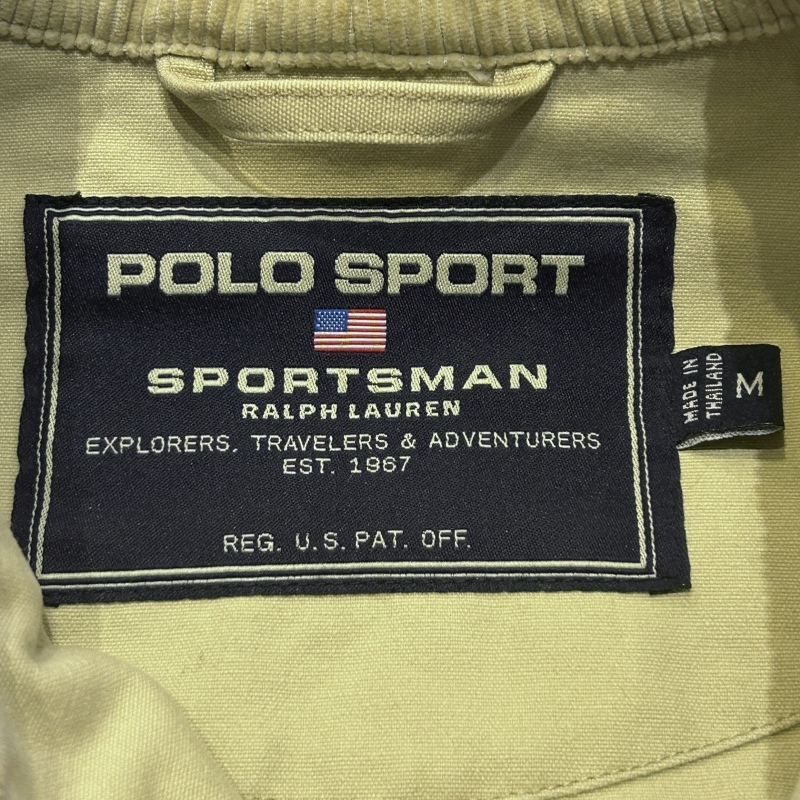 POLO SPORT
SPORTSMAN
RALPH LAUREN
EXPLORERS, TRAVELERS & ADVENTURERS
EST. 1967
REG. U.S. PAT. OFF.
MADE IN
THAILAND
M